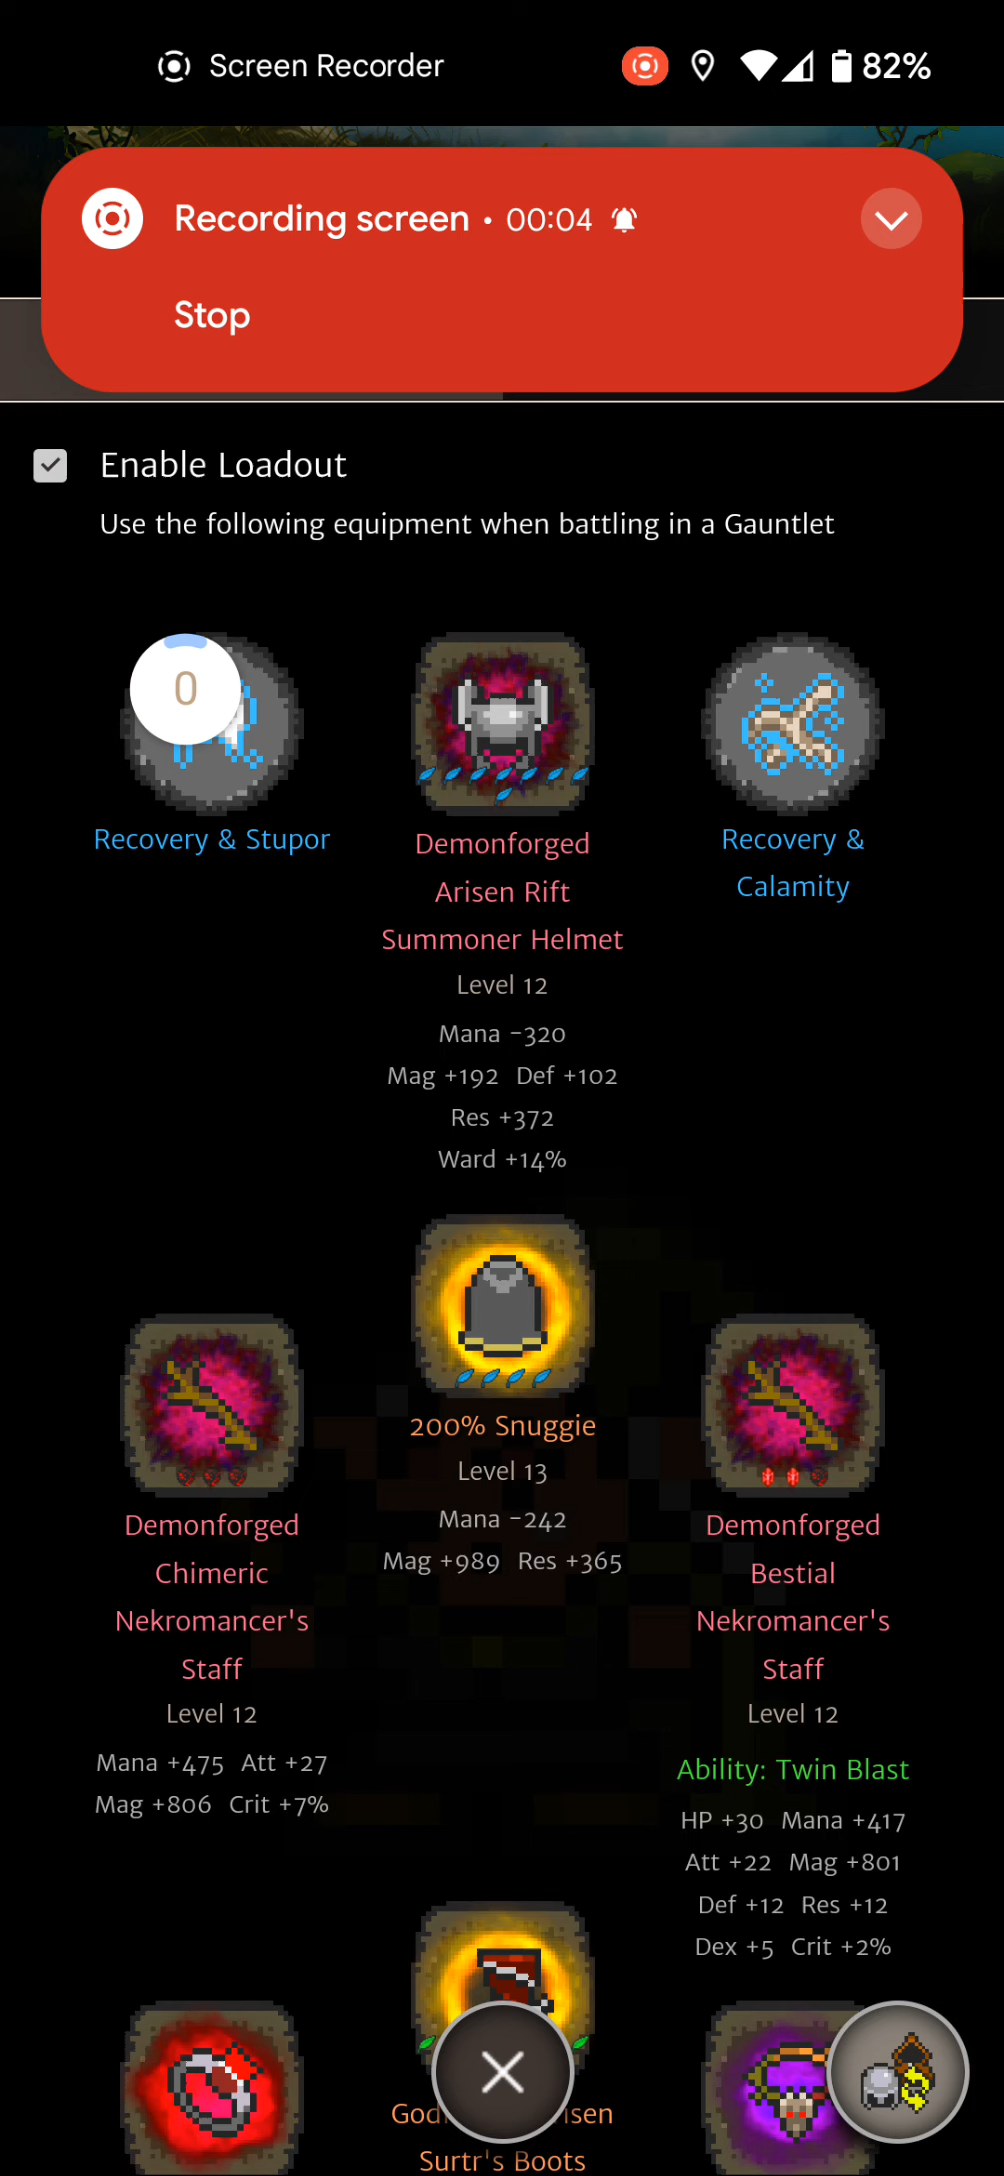 Screen Recorder 82%
Recording screen • 00:04
Stop
Enable Loadout
Use the following equipment when battling in a Gauntlet
0
Recovery & Stupor
Demonforged
Arisen Rift
Summoner Helmet
Level 12
Mana -320
Mag +192 Def +102
Res +372
Ward +14%
Recovery &
Calamity
200% Snuggie
Level 13
Mana -242
Mag +989 Res +365
Demonforged
Chimeric
Nekromancer's
Staff
Level 12
Mana +475 Att +27
Mag +806 Crit +7%
Demonforged
Bestial
Nekromancer's
Staff
Level 12
Ability: Twin Blast
HP +30 Mana +417
Att +22 Mag +801
Def +12 Res +12
Dex +5 Crit +2%
Surtr's Boots